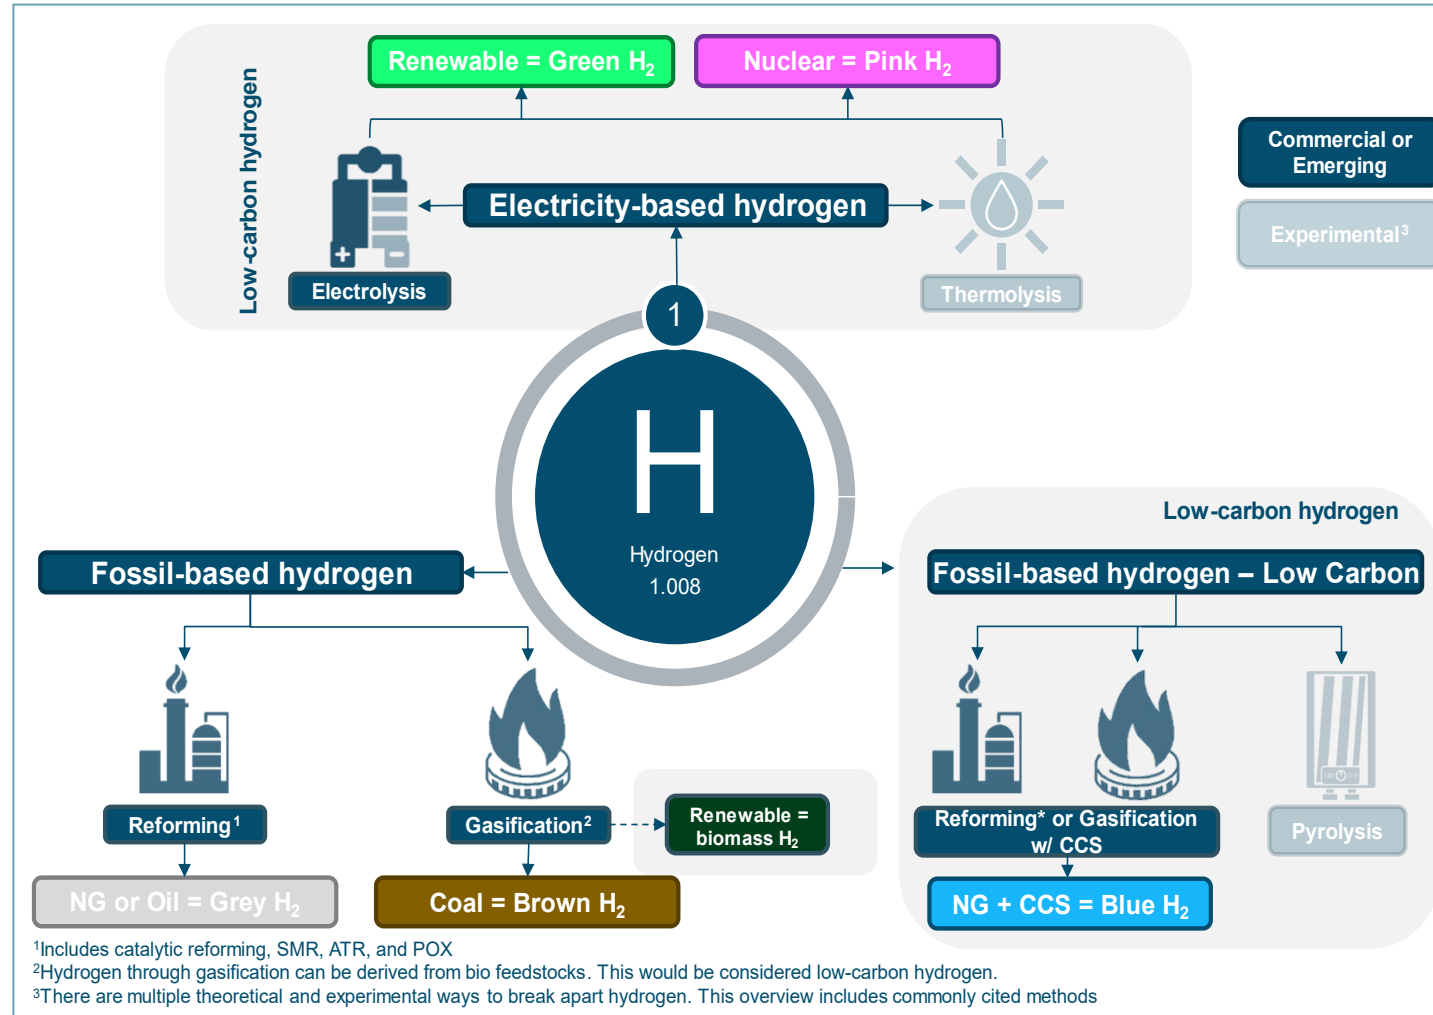 Renewable = Green H₂
Nuclear = Pink H₂
Low-carbon hydrogen
Commercial or
Emerging
Experimental³
Electricity-based hydrogen
+
-
Electrolysis
Thermolysis
1
H
Hydrogen
1.008
Fossil-based hydrogen
Reforming¹
Gasification²
Renewable =
biomass H₂
NG or Oil = Grey H₂
Coal = Brown H₂
Low-carbon hydrogen
Fossil-based hydrogen – Low Carbon
Reforming* or Gasification
w/ CCS
Pyrolysis
NG + CCS = Blue H₂
¹Includes catalytic reforming, SMR, ATR, and POX
²Hydrogen through gasification can be derived from bio feedstocks. This would be considered low-carbon hydrogen.
³There are multiple theoretical and experimental ways to break apart hydrogen. This overview includes commonly cited methods